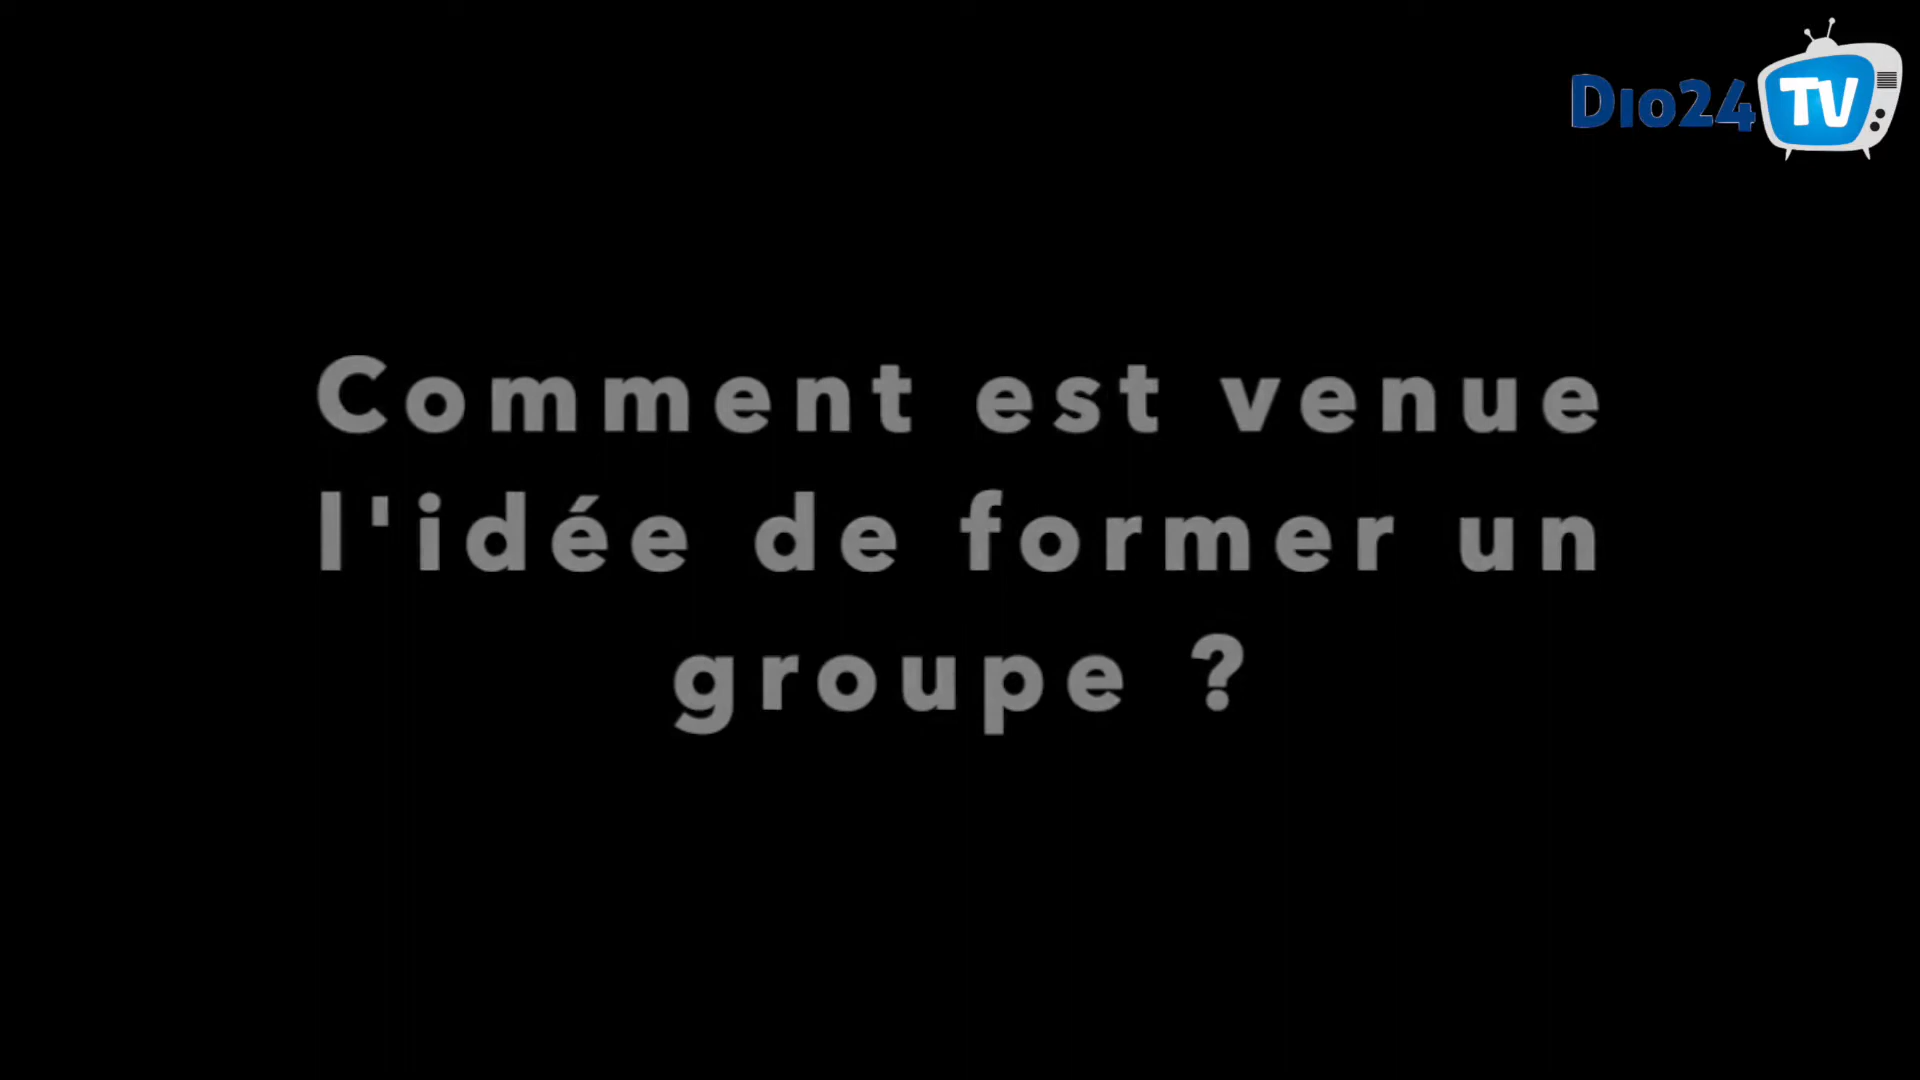 Dio24 TV
Comment est venue
l'idée de former un
groupe ?